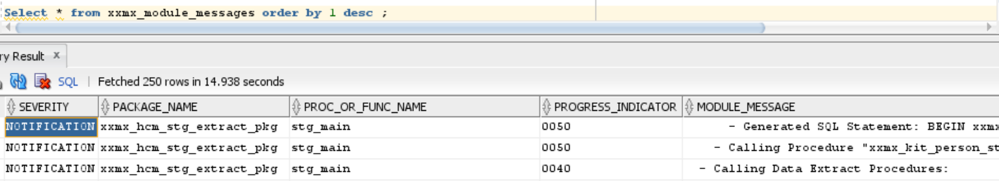 Select * from xxmx_module_messages order by 1 desc ;
ry Result x
SQL | Fetched 250 rows in 14.938 seconds
SEVERITY PACKAGE_NAME PROC_OR_FUNC_NAME PROGRESS_INDICATOR MODULE_MESSAGE
NOTIFICATION xxmx_hcm_stg_extract_pkg stg_main 0050 - Generated SQL Statement: BEGIN xxmx
NOTIFICATION xxmx_hcm_stg_extract_pkg stg_main 0050 - Calling Procedure "xxmx_kit_person_st
NOTIFICATION xxmx_hcm_stg_extract_pkg stg_main 0040 - Calling Data Extract Procedures: